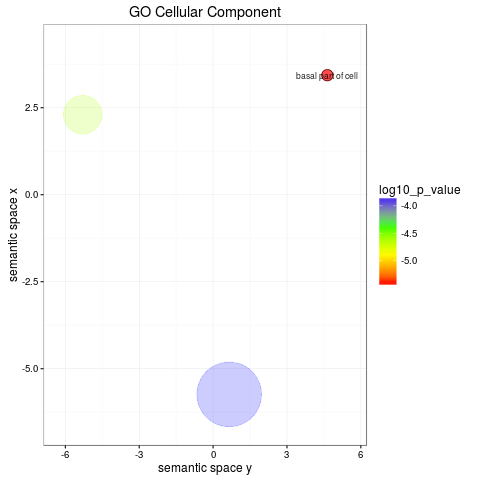 GO Cellular Component
basal part of cell
2.5
0.0
-2.5
-5.0
semantic space x
-6
-3
0
3
6
semantic space y
log10_p_value
-4.0
-4.5
-5.0